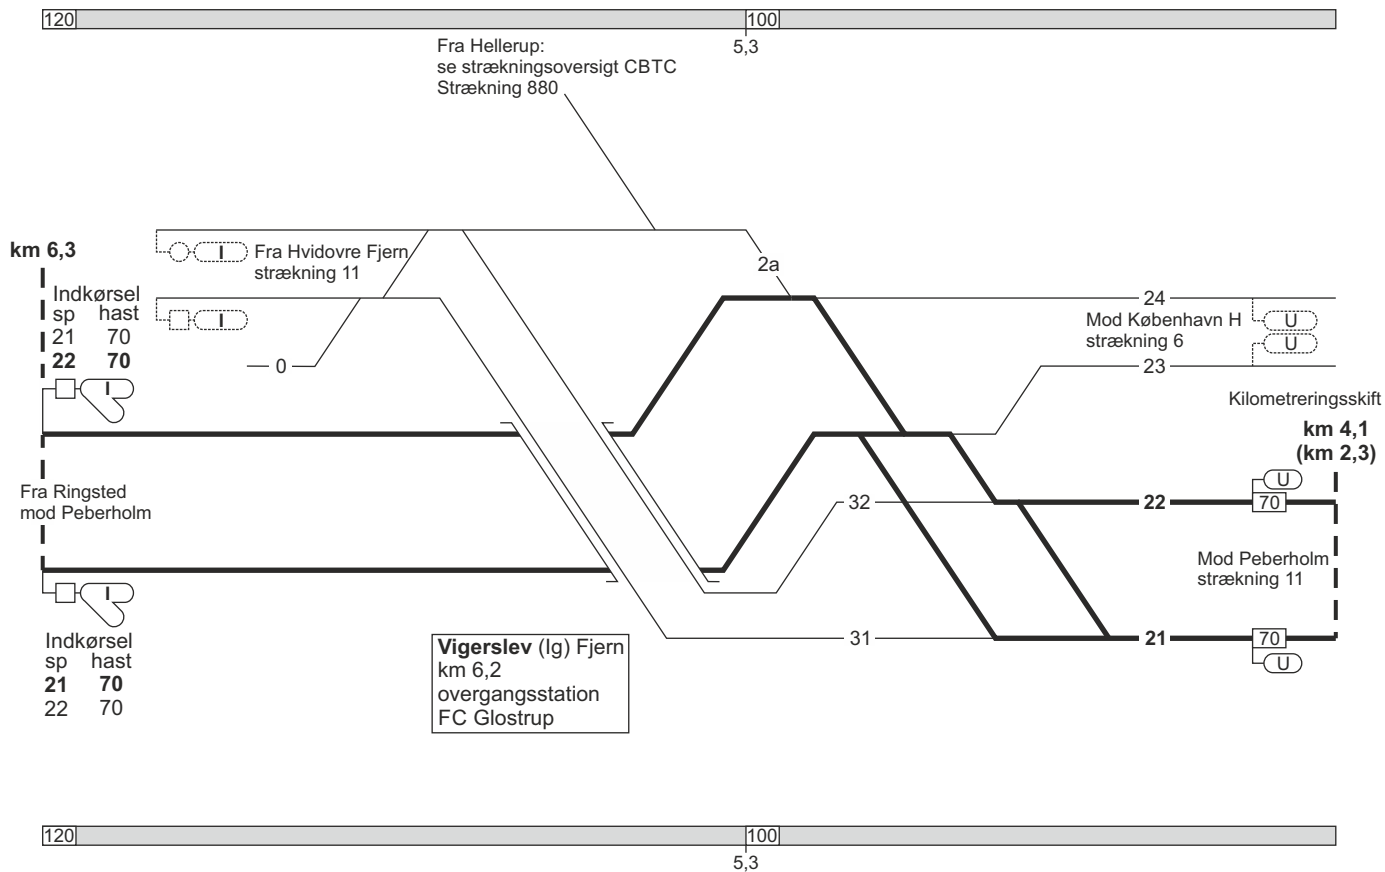 120
100
5,3
Fra Hellerup:
se strækningsoversigt CBTC
Strækning 880
km 6,3
I
Fra Hvidovre Fjern
strækning 11
2a
Indkørsel
sp hast
21 70
22 70
I
I
0
24
Mod København H
strækning 6
U
U
23
Kilometreringsskift
km 4,1
(km 2,3)
Fra Ringsted
mod Peberholm
32
22
U
70
Mod Peberholm
strækning 11
I
31
21
70
U
Indkørsel
sp hast
21 70
22 70
Vigerslev (Ig) Fjern
km 6,2
overgangsstation
FC Glostrup
120
100
5,3